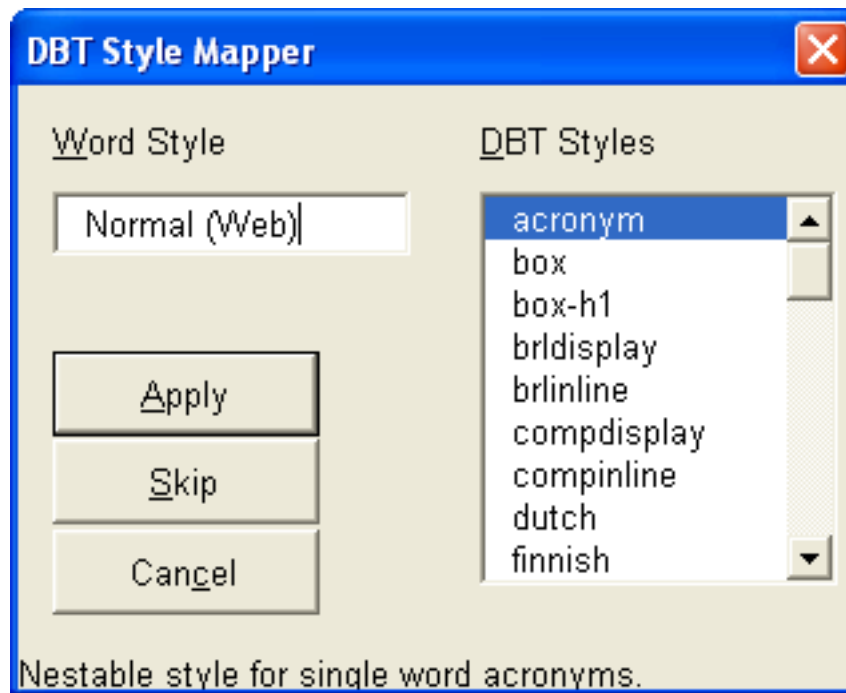 DBT Style Mapper
Word Style
Normal (Web)
Apply
Skip
Cancel
DBT Styles
acronym
box
box-h1
brldisplay
brlinline
compdisplay
compinline
dutch
finnish
Nestable style for single word acronyms.